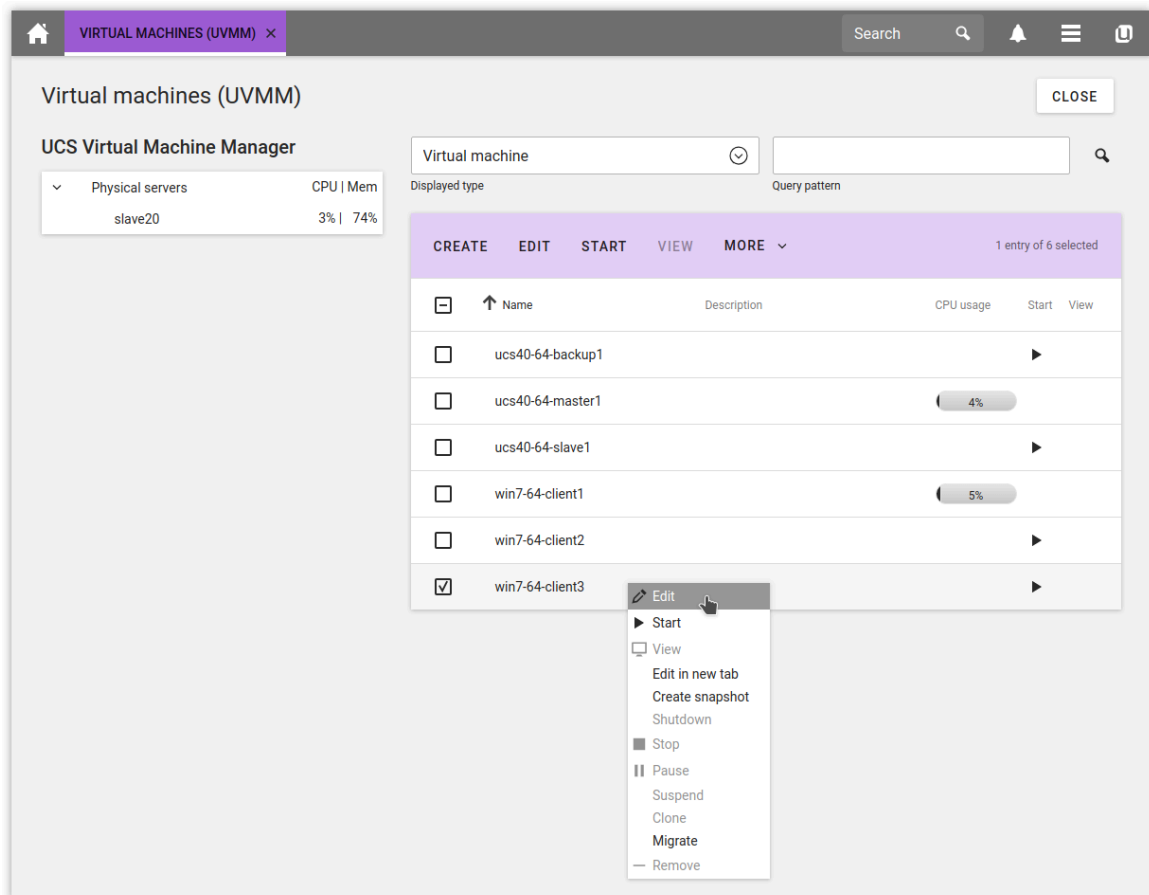 VIRTUAL MACHINES (UVMM) × Search
Virtual machines (UVMM) CLOSE
UCS Virtual Machine Manager
Physical servers CPU | Mem
slave20 3% | 74%
Virtual machine
Displayed type Query pattern
CREATE EDIT START VIEW MORE 1 entry of 6 selected
Name Description CPU usage Start View
ucs40-64-backup1
ucs40-64-master1 4%
ucs40-64-slave1
win7-64-client1 5%
win7-64-client2
win7-64-client3
Edit
Start
View
Edit in new tab
Create snapshot
Shutdown
Stop
Pause
Suspend
Clone
Migrate
Remove